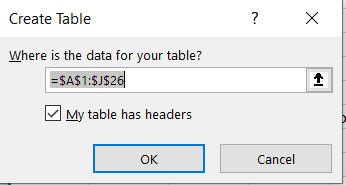 Create Table
?
Where is the data for your table?
=$A$1:$J$26
My table has headers
OK
Cancel